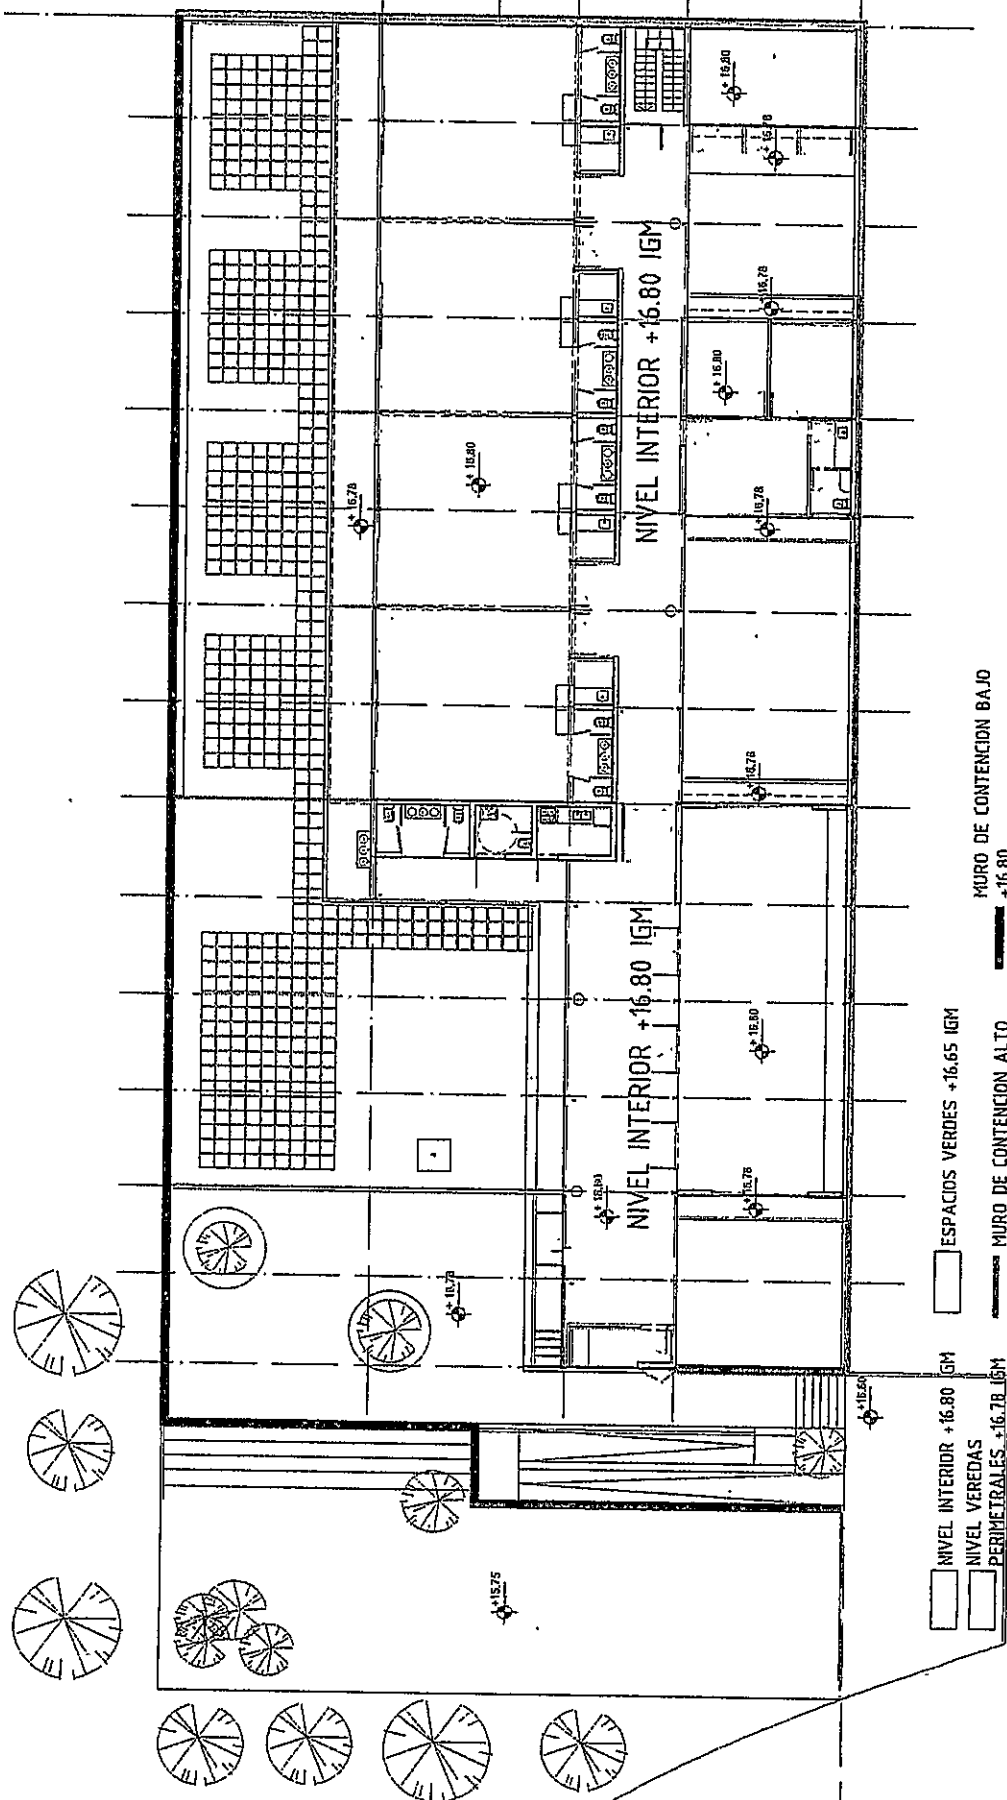 + 16.80
+ 16.78
NIVEL INTERIOR +16.80 IGM
+ 16.78
+ 16.80
+ 16.80
+ 16.78
+ 16.78
+ 16.78
NIVEL INTERIOR +16.80 IGM
+ 16.80
+ 16.78
+ 16.78
+16.60
+15.75
NIVEL INTERIOR +16.80 IGM
NIVEL VEREDAS
PERIMETRALES +16.78 IGM
ESPACIOS VERDES +16.65 IGM
MURO DE CONTENCION ALTO
MURO DE CONTENCION BAJO
+16.80